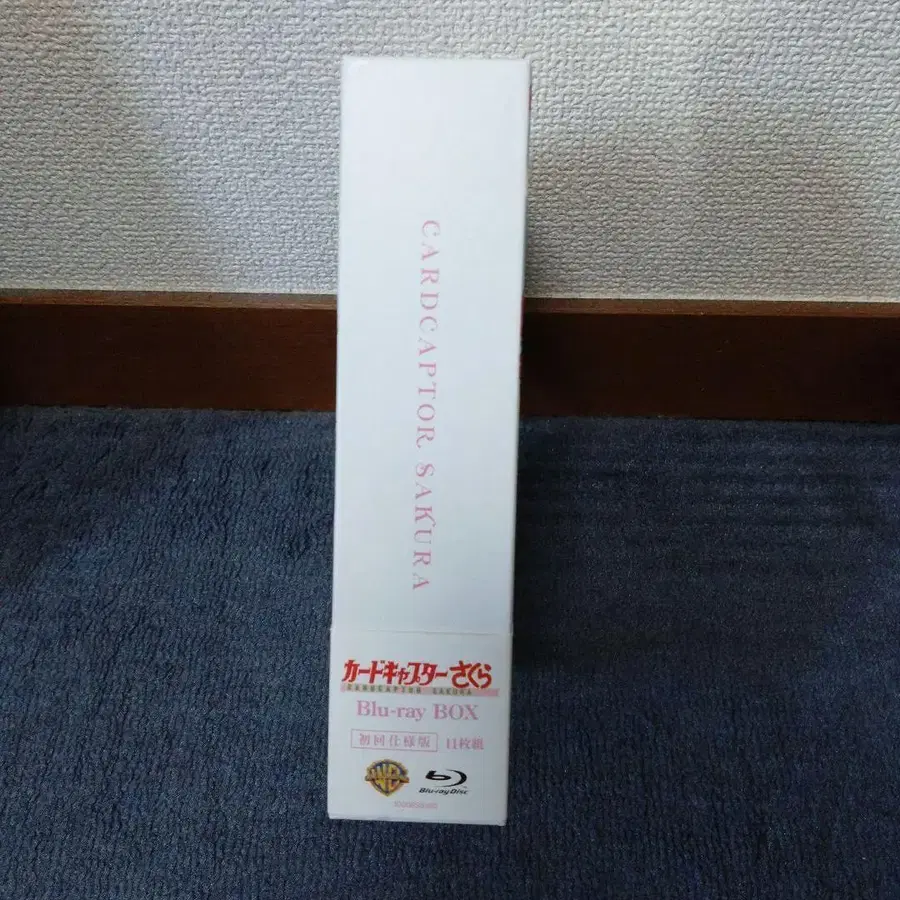 CARDCAPTOR SAKURA
カードキャプターさくら
CARDCAPTOR SAKURA
Blu-ray BOX
初回仕様版 11枚組
WB
Blu-ray Disc